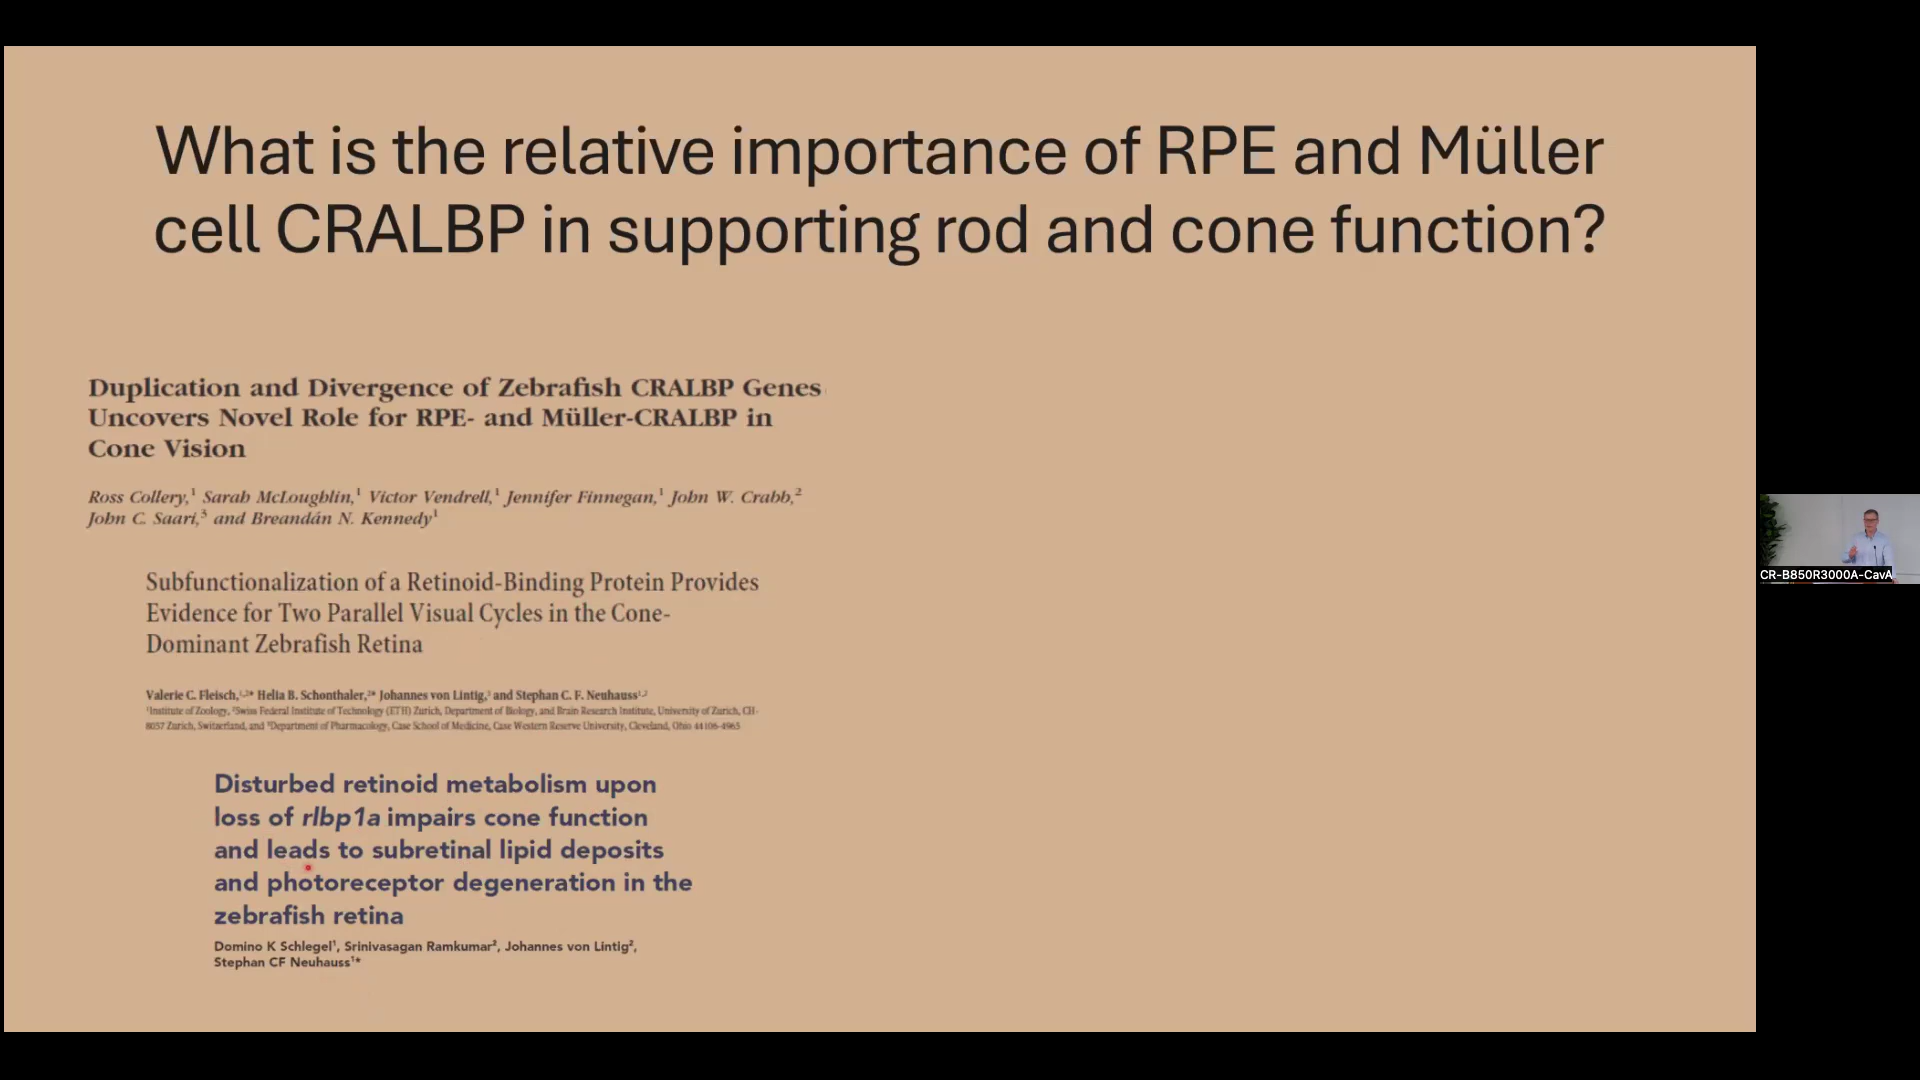 What is the relative importance of RPE and Müller
cell CRALBP in supporting rod and cone function?
Duplication and Divergence of Zebrafish CRALBP Genes
Uncovers Novel Role for RPE- and Müller-CRALBP in
Cone Vision
Ross Collery,¹ Sarah McLoughlin,¹ Victor Vendrell,¹ Jennifer Finnegan,¹ John W. Crabb,²
John C. Saari,³ and Breandán N. Kennedy¹
Subfunctionalization of a Retinoid-Binding Protein Provides
Evidence for Two Parallel Visual Cycles in the Cone-
Dominant Zebrafish Retina
Valerie C. Fleisch,¹,²* Helia B. Schonthaler,²* Johannes von Lintig,³ and Stephan C. F. Neuhauss¹,²
¹Institute of Zoology, ²Swiss Federal Institute of Technology (ETH) Zurich, Department of Biology, and Brain Research Institute, University of Zurich, CH-
8057 Zurich, Switzerland, and ³Department of Pharmacology, Case School of Medicine, Case Western Reserve University, Cleveland, Ohio 44106-4965
Disturbed retinoid metabolism upon
loss of rlbp1a impairs cone function
and leads to subretinal lipid deposits
and photoreceptor degeneration in the
zebrafish retina
Domino K Schlegel¹, Srinivasagan Ramkumar², Johannes von Lintig²,
Stephan CF Neuhauss¹*
CR-B850R3000A-CavA